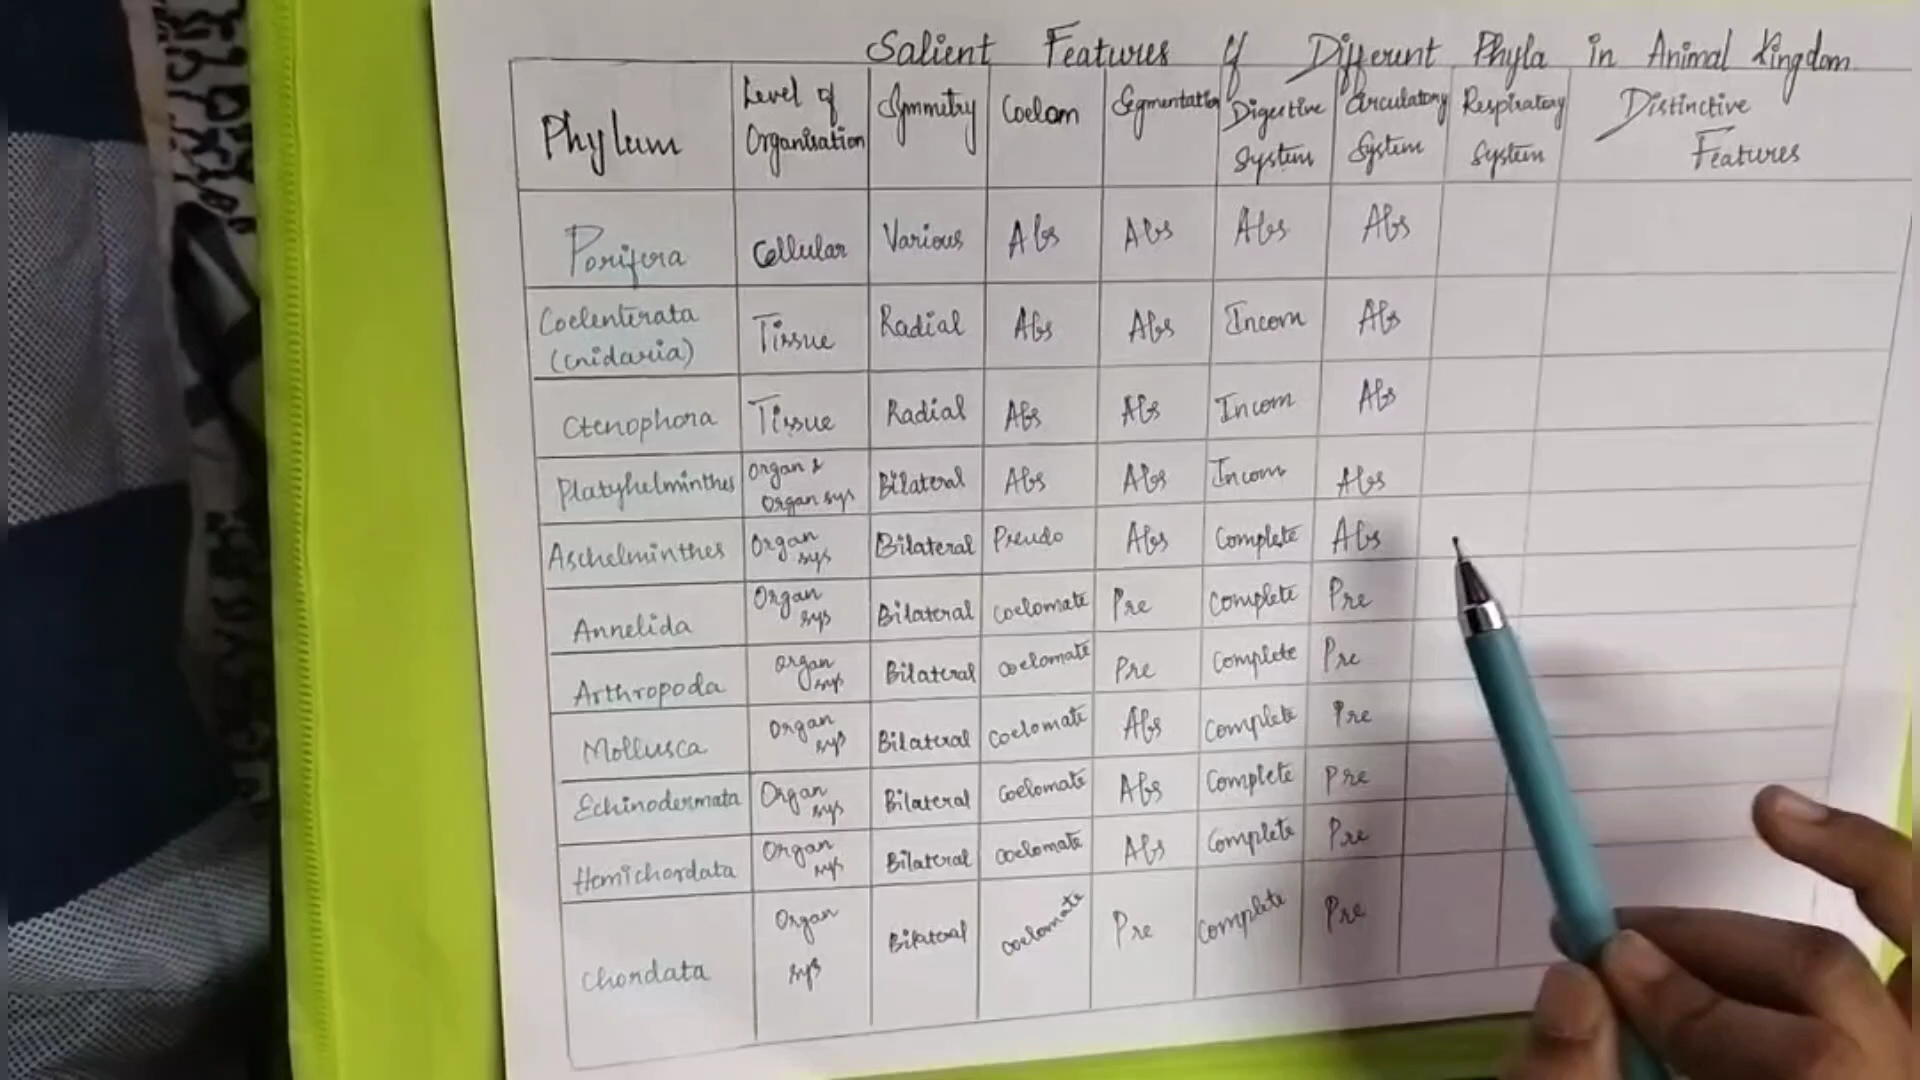 Salient Features of Different Phyla in Animal Kingdom
Phylum Level of Organisation Symmetry Coelom Segmentation Digestive System Circulatory System Respiratory System Distinctive Features
Porifera Cellular Various Abs Abs Abs Abs
Coelenterata (Cnidaria) Tissue Radial Abs Abs Incom Abs
Ctenophora Tissue Radial Abs Abs Incom Abs
Platyhelminthes Organ & Organ sys Bilateral Abs Abs Incom Abs
Aschelminthes Organ sys Bilateral Pseudo Abs Complete Abs
Annelida Organ sys Bilateral Coelomate Pre Complete Pre
Arthropoda Organ sys Bilateral Coelomate Pre Complete Pre
Mollusca Organ sys Bilateral Coelomate Abs Complete Pre
Echinodermata Organ sys Bilateral Coelomate Abs Complete Pre
Hemichordata Organ sys Bilateral Coelomate Abs Complete Pre
Chordata Organ sys Bilateral Coelomate Pre Complete Pre